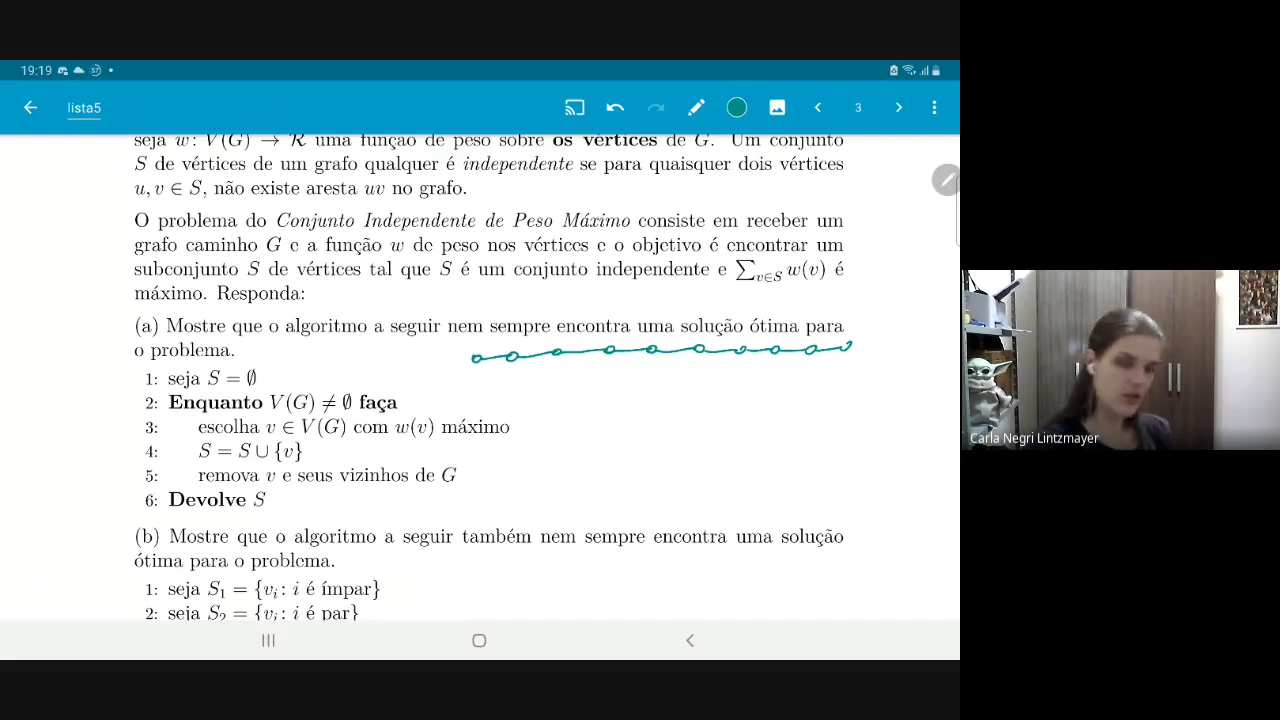 19:19
lista5
3
seja w: V(G) → R uma função de peso sobre os vértices de G. Um conjunto
S de vértices de um grafo qualquer é independente se para quaisquer dois vértices
u, v ∈ S, não existe aresta uv no grafo.
O problema do Conjunto Independente de Peso Máximo consiste em receber um
grafo caminho G e a função w de peso nos vértices e o objetivo é encontrar um
subconjunto S de vértices tal que S é um conjunto independente e ∑v∈S w(v) é
máximo. Responda:
(a) Mostre que o algoritmo a seguir nem sempre encontra uma solução ótima para
o problema.
1: seja S = ∅
2: Enquanto V(G) ≠ ∅ faça
3: escolha v ∈ V(G) com w(v) máximo
4: S = S ∪ {v}
5: remova v e seus vizinhos de G
6: Devolve S
(b) Mostre que o algoritmo a seguir também nem sempre encontra uma solução
ótima para o problema.
1: seja S₁ = {vᵢ: i é ímpar}
2: seja S₂ = {vᵢ: i é par}
Carla Negri Lintzmayer